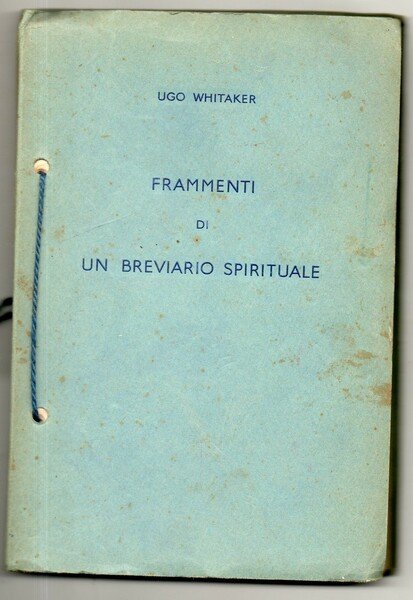 UGO WHITAKER
FRAMMENTI
DI
UN BREVIARIO SPIRITUALE